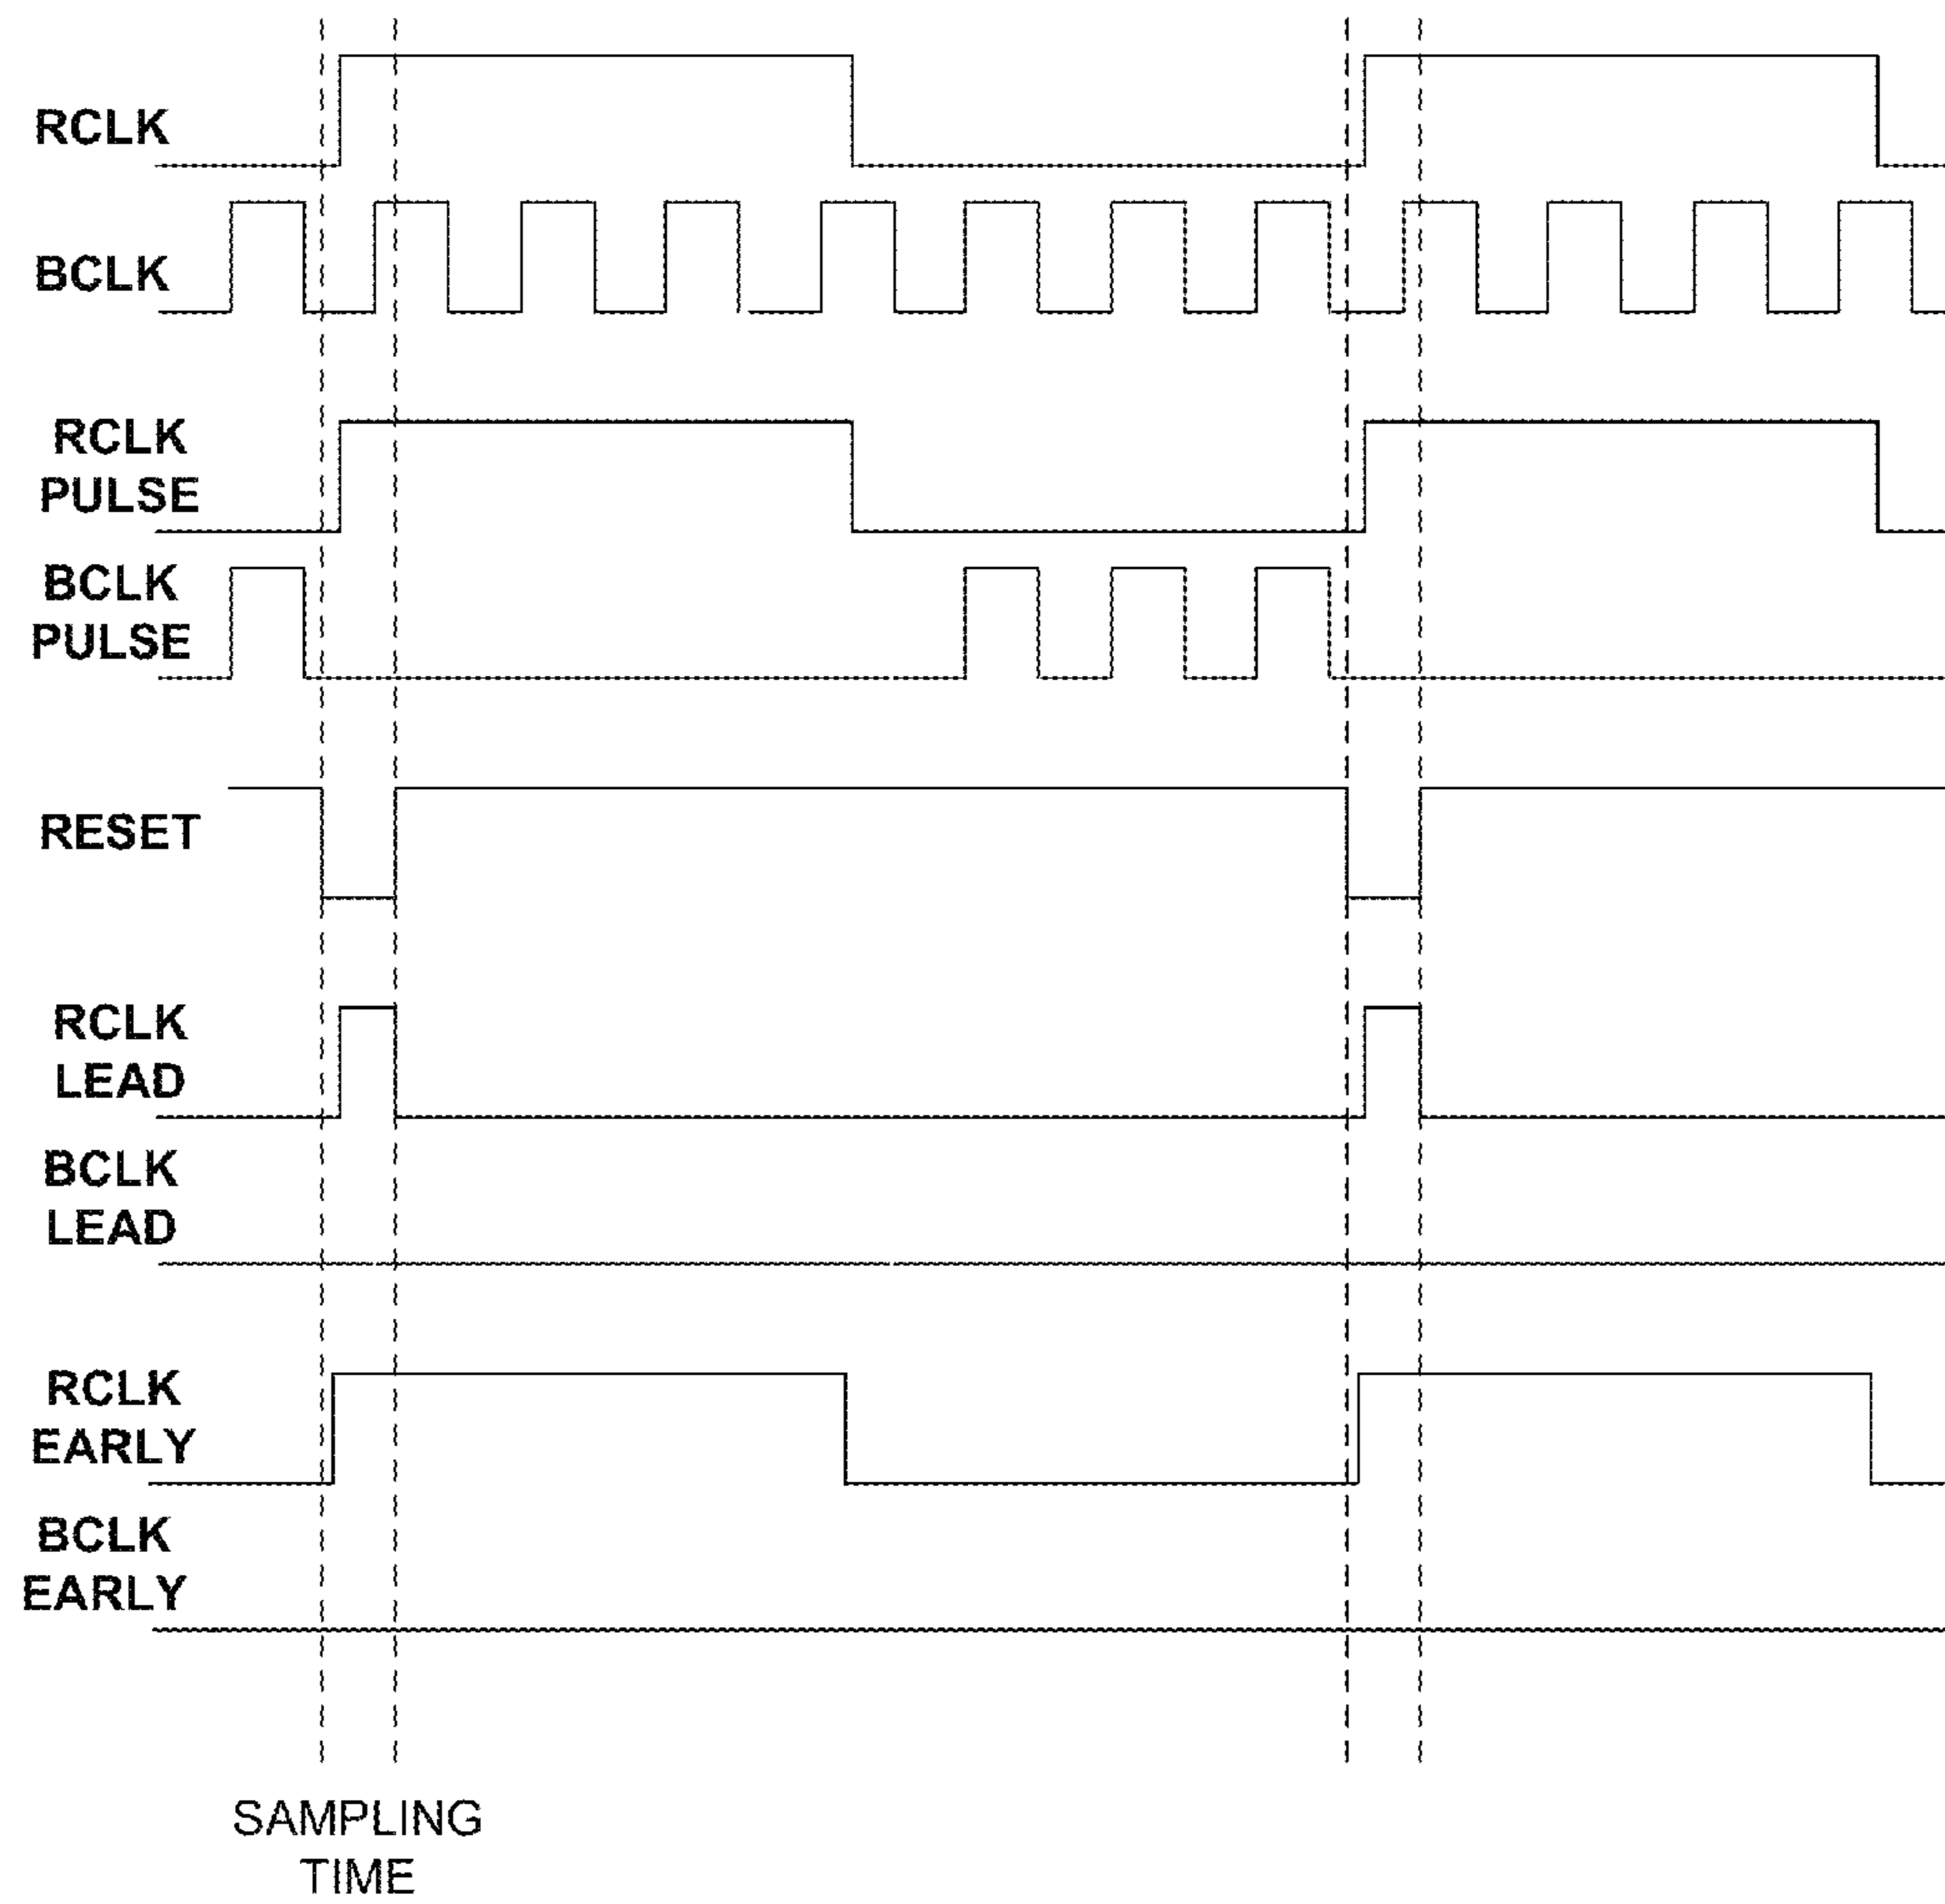 RCLK
BCLK
RCLK
PULSE
BCLK
PULSE
RESET
RCLK
LEAD
BCLK
LEAD
RCLK
EARLY
BCLK
EARLY
SAMPLING
TIME